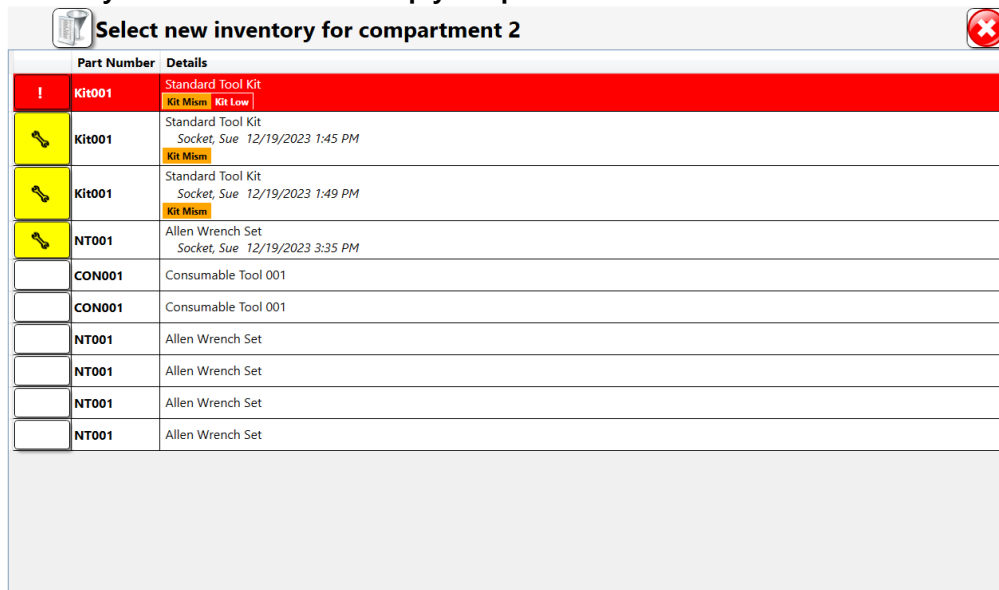 Select new inventory for compartment 2
Part Number Details
! Kit001 Standard Tool Kit
Kit Mism Kit Low
Kit001 Standard Tool Kit
Socket, Sue 12/19/2023 1:45 PM
Kit Mism
Kit001 Standard Tool Kit
Socket, Sue 12/19/2023 1:49 PM
Kit Mism
NT001 Allen Wrench Set
Socket, Sue 12/19/2023 3:35 PM
CON001 Consumable Tool 001
CON001 Consumable Tool 001
NT001 Allen Wrench Set
NT001 Allen Wrench Set
NT001 Allen Wrench Set
NT001 Allen Wrench Set